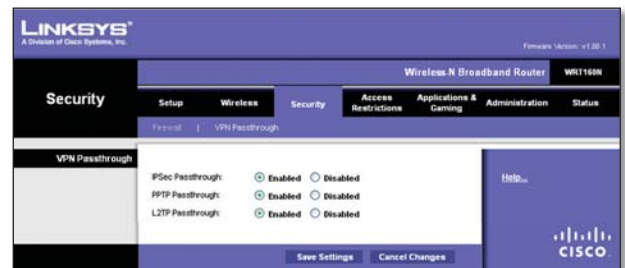 LINKSYS®
A Division of Cisco Systems, Inc.
Firmware Version: v1.00.1
Wireless-N Broadband Router WRT160N
Security
Setup Wireless Security Access Restrictions Applications & Gaming Administration Status
Firewall | VPN Passthrough
VPN Passthrough
IPSec Passthrough: Enabled Disabled
PPTP Passthrough: Enabled Disabled
L2TP Passthrough: Enabled Disabled
Help...
Save Settings Cancel Changes
CISCO